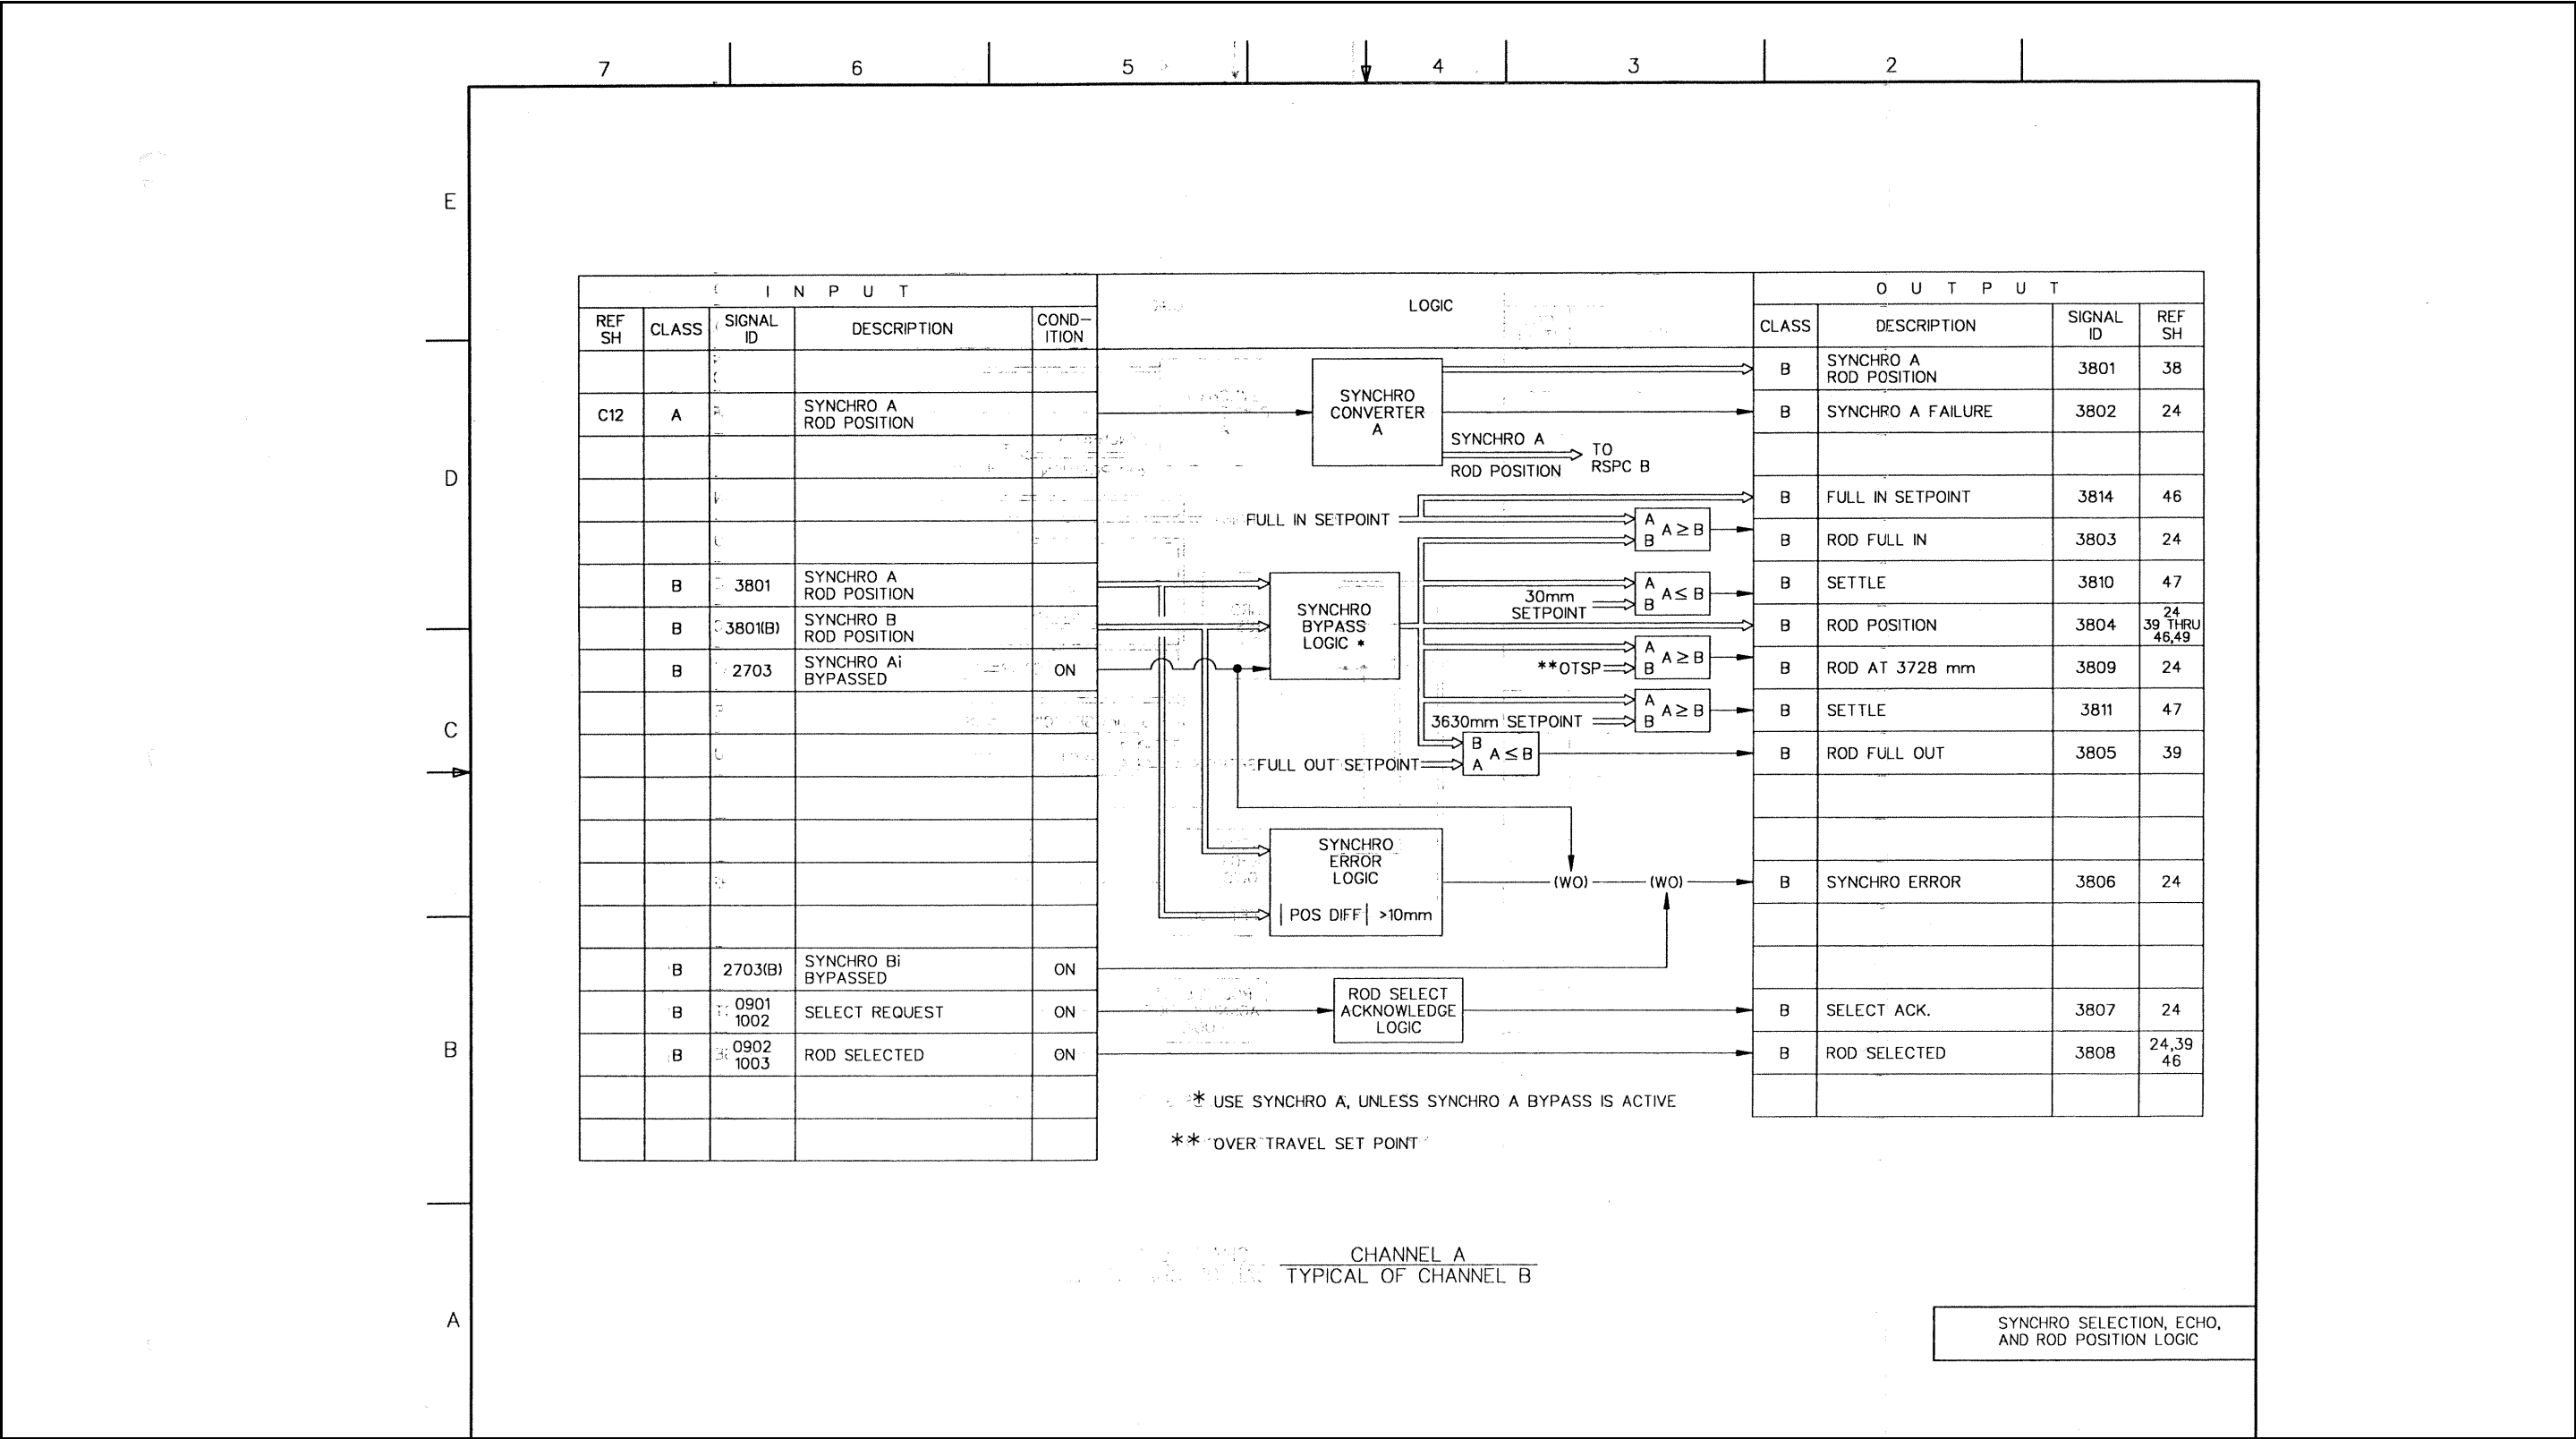 7 6 5 4 3 2
E
D
C
B
A
I N P U T
LOGIC
O U T P U T
REF SH
CLASS
SIGNAL ID
DESCRIPTION
COND-ITION
CLASS
DESCRIPTION
SIGNAL ID
REF SH
C12 A SYNCHRO A
ROD POSITION
B 3801 SYNCHRO A
ROD POSITION
B 3801(B) SYNCHRO B
ROD POSITION
B 2703 SYNCHRO Ai
BYPASSED ON
B 2703(B) SYNCHRO Bi
BYPASSED ON
B 0901
1002 SELECT REQUEST ON
B 0902
1003 ROD SELECTED ON
SYNCHRO
CONVERTER
A
SYNCHRO A
ROD POSITION
TO
RSPC B
FULL IN SETPOINT
A
B
A ≥ B
SYNCHRO
BYPASS
LOGIC *
30mm
SETPOINT
A
B
A ≤ B
**OTSP
A
B
A ≥ B
3630mm SETPOINT
A
B
A ≥ B
FULL OUT SETPOINT
B
A
A ≤ B
SYNCHRO
ERROR
LOGIC
| POS DIFF | >10mm
(WO)
(WO)
ROD SELECT
ACKNOWLEDGE
LOGIC
B SYNCHRO A
ROD POSITION 3801 38
B SYNCHRO A FAILURE 3802 24
B FULL IN SETPOINT 3814 46
B ROD FULL IN 3803 24
B SETTLE 3810 47
B ROD POSITION 3804 24
39 THRU
46,49
B ROD AT 3728 mm 3809 24
B SETTLE 3811 47
B ROD FULL OUT 3805 39
B SYNCHRO ERROR 3806 24
B SELECT ACK. 3807 24
B ROD SELECTED 3808 24,39
46
* USE SYNCHRO A, UNLESS SYNCHRO A BYPASS IS ACTIVE
** OVER TRAVEL SET POINT
CHANNEL A
TYPICAL OF CHANNEL B
SYNCHRO SELECTION, ECHO,
AND ROD POSITION LOGIC